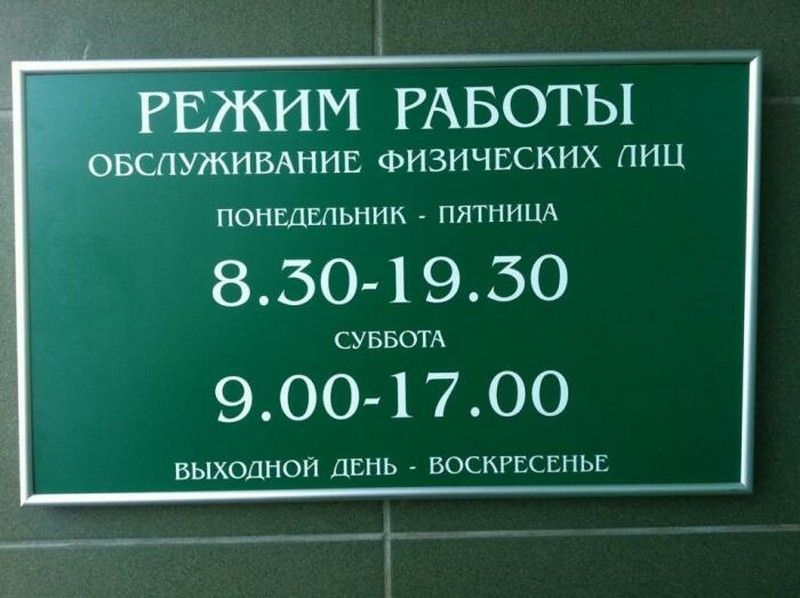 РЕЖИМ РАБОТЫ
ОБСЛУЖИВАНИЕ ФИЗИЧЕСКИХ ЛИЦ
ПОНЕДЕЛЬНИК - ПЯТНИЦА
8.30-19.30
СУББОТА
9.00-17.00
ВЫХОДНОЙ ДЕНЬ - ВОСКРЕСЕНЬЕ